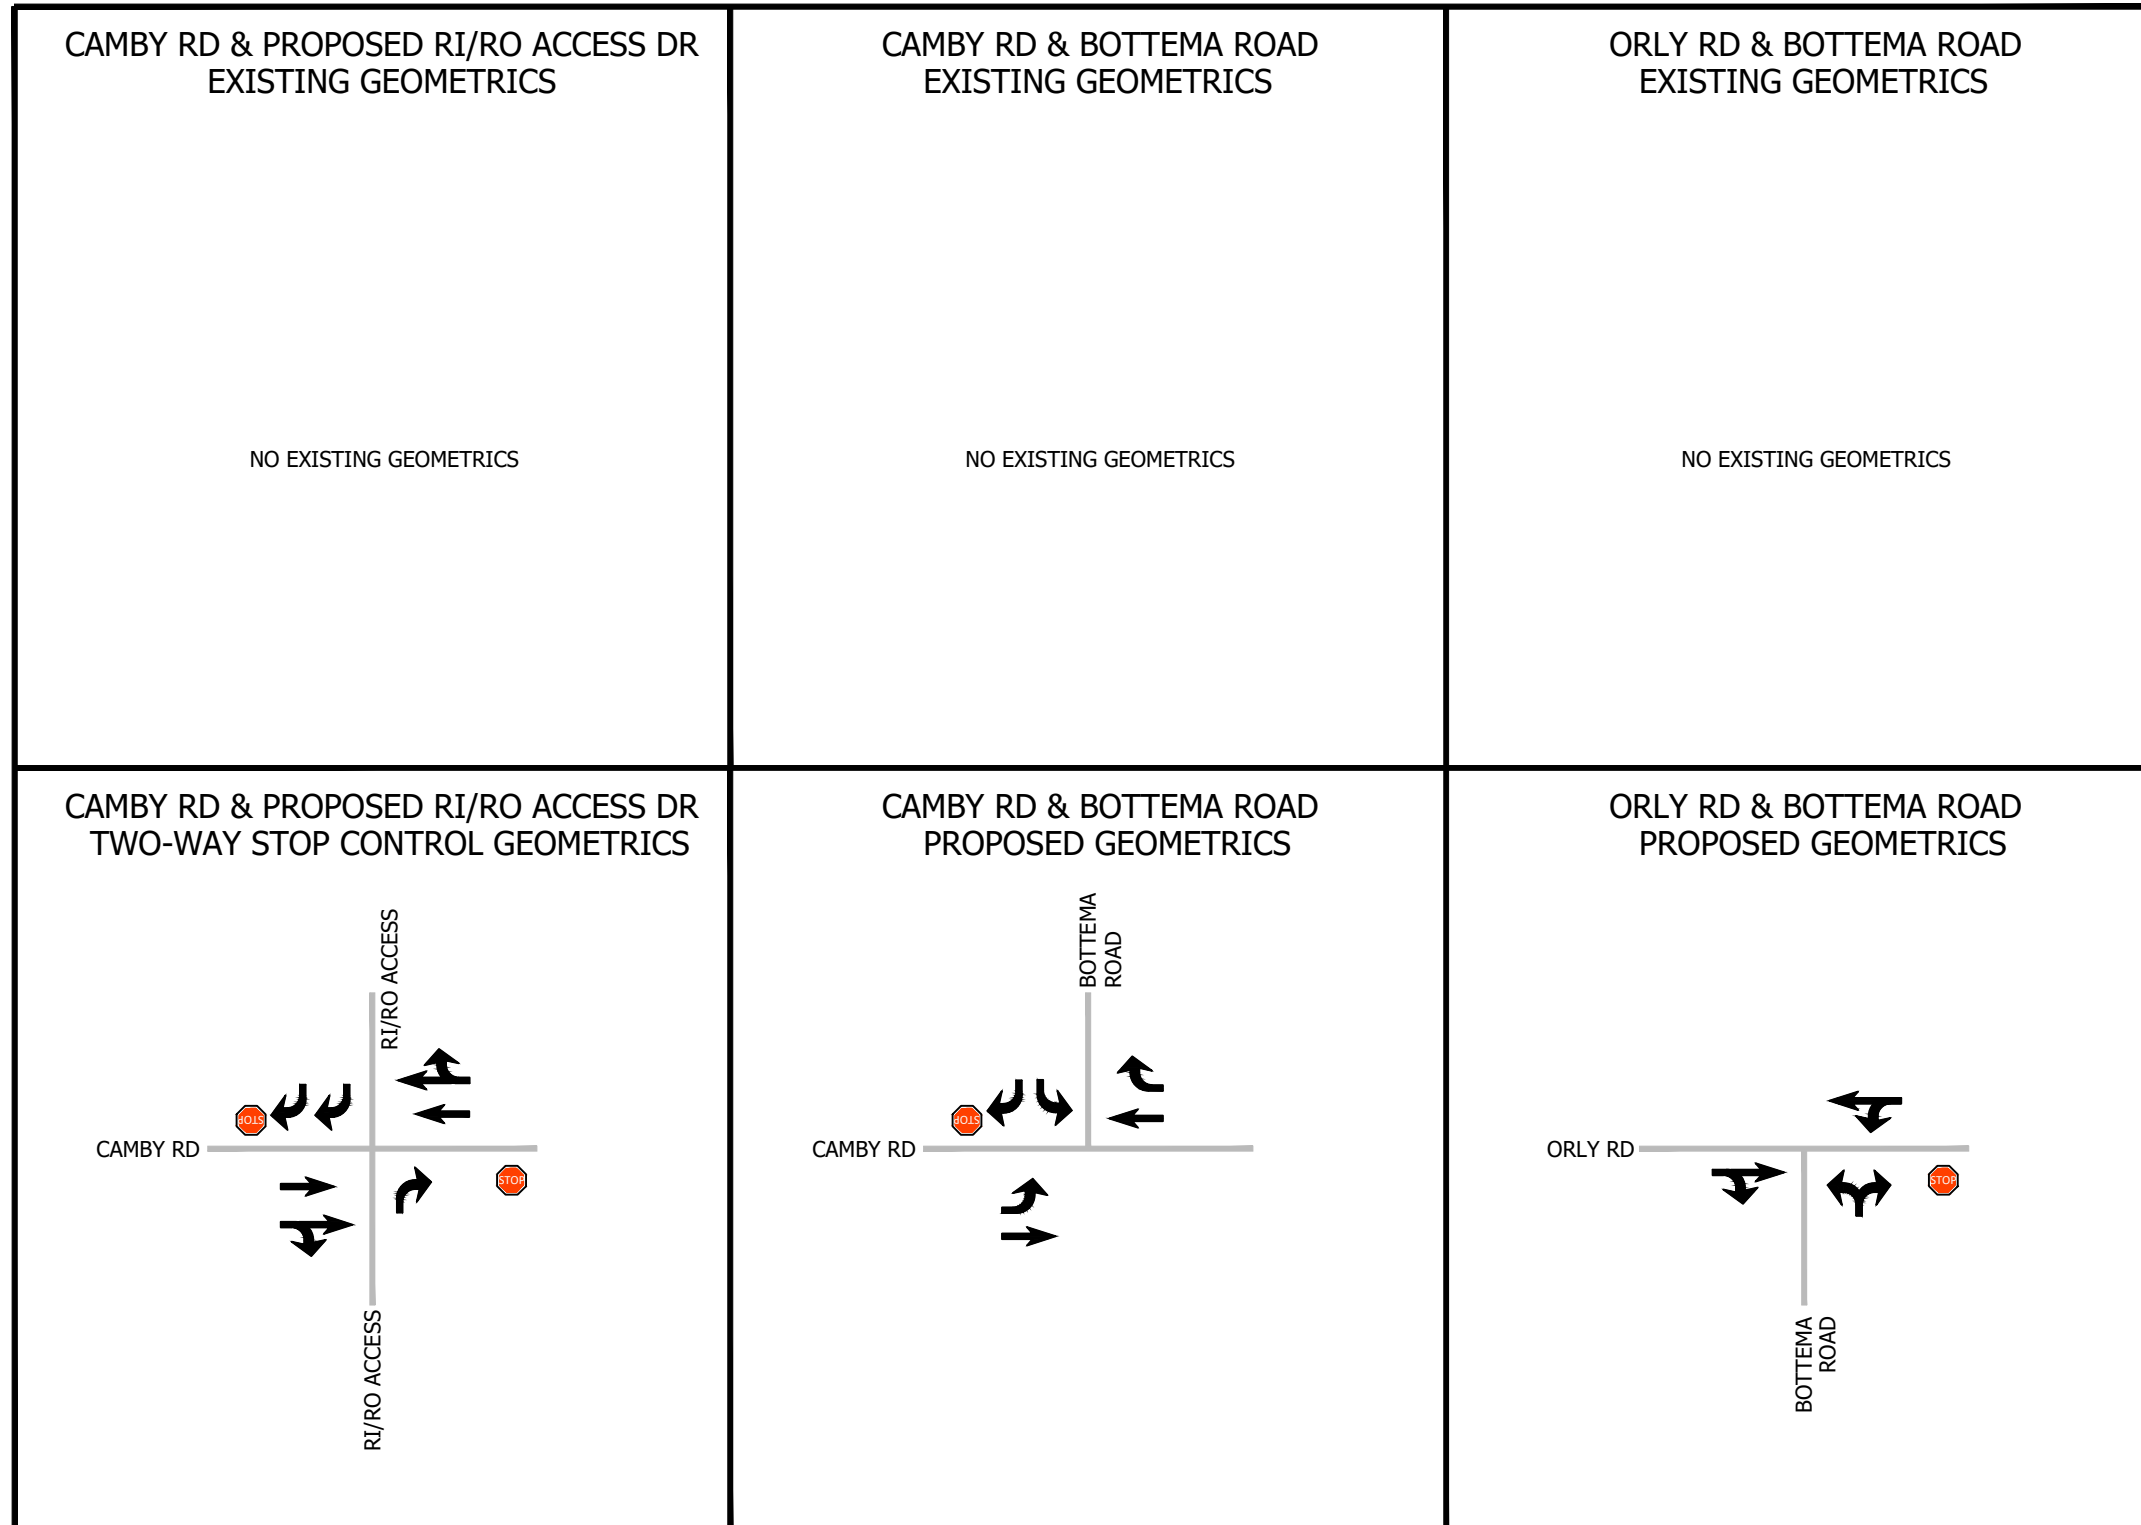 CAMBY RD & PROPOSED RI/RO ACCESS DR
EXISTING GEOMETRICS
NO EXISTING GEOMETRICS
CAMBY RD & BOTTEMA ROAD
EXISTING GEOMETRICS
NO EXISTING GEOMETRICS
ORLY RD & BOTTEMA ROAD
EXISTING GEOMETRICS
NO EXISTING GEOMETRICS
CAMBY RD & PROPOSED RI/RO ACCESS DR
TWO-WAY STOP CONTROL GEOMETRICS
RI/RO ACCESS
STOP
CAMBY RD
STOP
RI/RO ACCESS
CAMBY RD & BOTTEMA ROAD
PROPOSED GEOMETRICS
BOTTEMA
ROAD
STOP
CAMBY RD
ORLY RD & BOTTEMA ROAD
PROPOSED GEOMETRICS
ORLY RD
STOP
BOTTEMA
ROAD